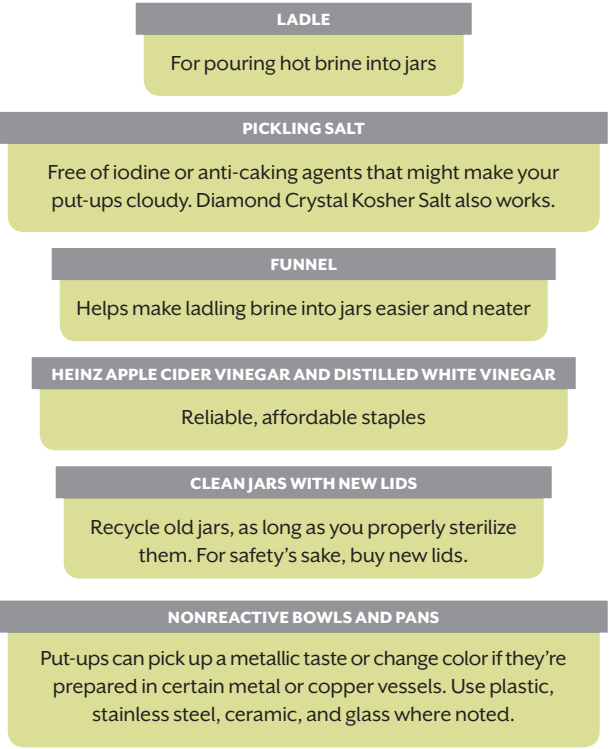 LADLE
For pouring hot brine into jars
PICKLING SALT
Free of iodine or anti-caking agents that might make your
put-ups cloudy. Diamond Crystal Kosher Salt also works.
FUNNEL
Helps make ladling brine into jars easier and neater
HEINZ APPLE CIDER VINEGAR AND DISTILLED WHITE VINEGAR
Reliable, affordable staples
CLEAN JARS WITH NEW LIDS
Recycle old jars, as long as you properly sterilize
them. For safety’s sake, buy new lids.
NONREACTIVE BOWLS AND PANS
Put-ups can pick up a metallic taste or change color if they’re
prepared in certain metal or copper vessels. Use plastic,
stainless steel, ceramic, and glass where noted.